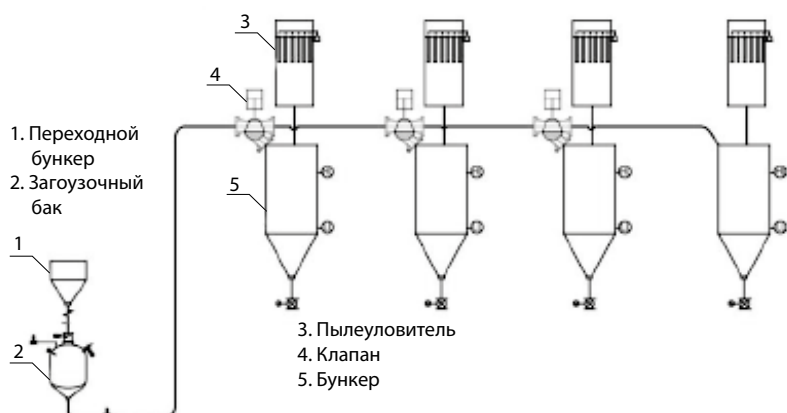 3
4
1. Переходной
бункер
2. Загоузочный
бак
5
1
3. Пылеуловитель
4. Клапан
5. Бункер
2